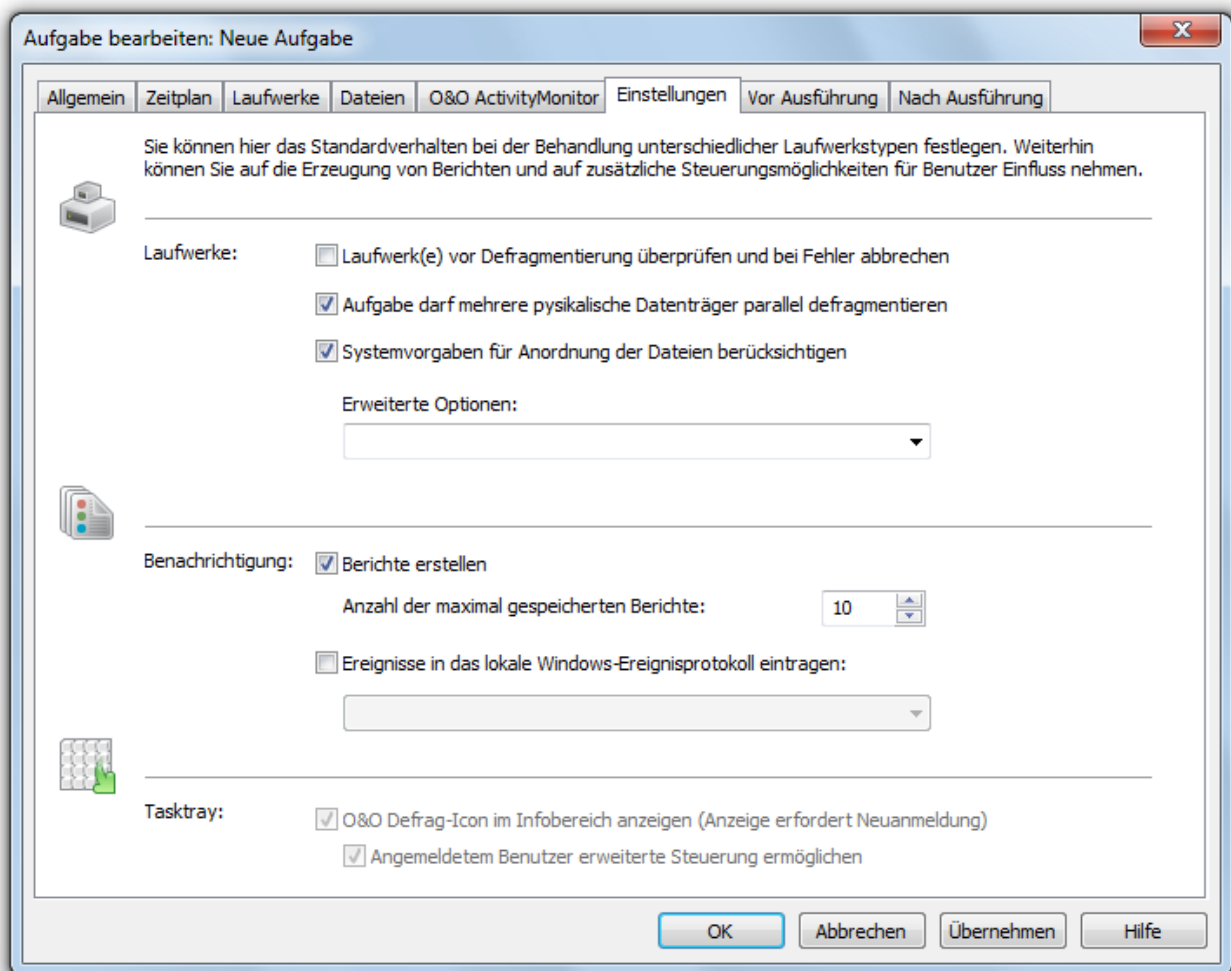 Aufgabe bearbeiten: Neue Aufgabe
Allgemein Zeitplan Laufwerke Dateien O&O ActivityMonitor Einstellungen Vor Ausführung Nach Ausführung
Sie können hier das Standardverhalten bei der Behandlung unterschiedlicher Laufwerkstypen festlegen. Weiterhin
können Sie auf die Erzeugung von Berichten und auf zusätzliche Steuerungsmöglichkeiten für Benutzer Einfluss nehmen.
Laufwerke: Laufwerk(e) vor Defragmentierung überprüfen und bei Fehler abbrechen
Aufgabe darf mehrere pysikalische Datenträger parallel defragmentieren
Systemvorgaben für Anordnung der Dateien berücksichtigen
Erweiterte Optionen:
Benachrichtigung: Berichte erstellen
Anzahl der maximal gespeicherten Berichte: 10
Ereignisse in das lokale Windows-Ereignisprotokoll eintragen:
Tasktray: O&O Defrag-Icon im Infobereich anzeigen (Anzeige erfordert Neuanmeldung)
Angemeldetem Benutzer erweiterte Steuerung ermöglichen
OK Abbrechen Übernehmen Hilfe